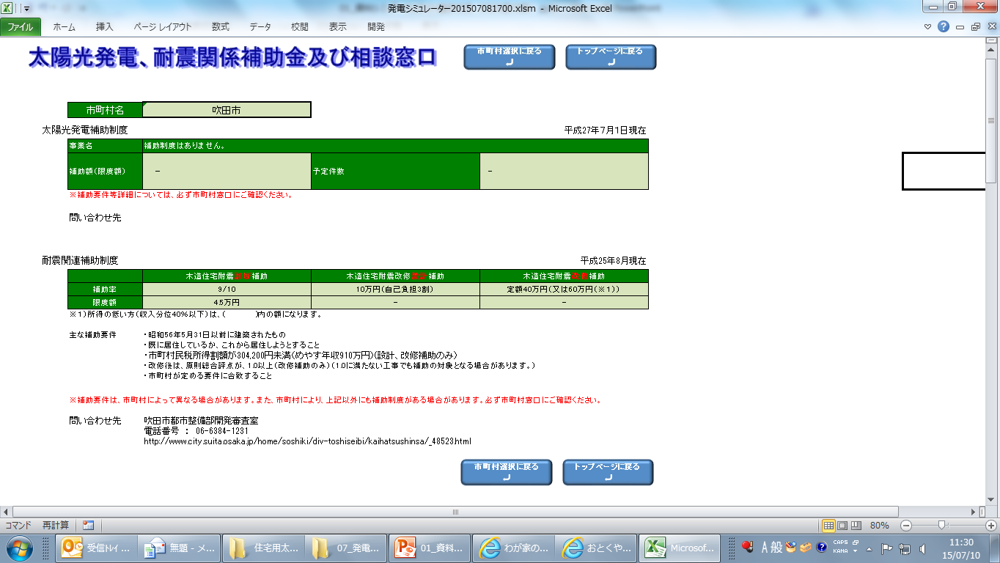 発電シミュレーター201507081700.xlsm - Microsoft Excel
ファイル ホーム 挿入 ページ レイアウト 数式 データ 校閲 表示 開発
太陽光発電、耐震関係補助金及び相談窓口
市町村選択に戻る
トップページに戻る
市町村名 吹田市
太陽光発電補助制度 平成27年7月1日現在
事業名 補助制度はありません。
補助額(限度額) － 予定件数 －
※補助要件等詳細については、必ず市町村窓口にご確認ください。
問い合わせ先
耐震関連補助制度 平成25年8月現在
木造住宅耐震診断補助 木造住宅耐震改修設計補助 木造住宅耐震改修補助
補助率 9/10 10万円(自己負担3割) 定額40万円(又は60万円(※1))
限度額 4.5万円 － －
※1)所得の低い方(収入分位40%以下)は、( )内の額になります。
主な補助要件 ・昭和56年5月31日以前に建築されたもの
・既に居住しているか、これから居住しようとすること
・市町村民税所得割額が304,200円未満(めやす年収910万円)(設計、改修補助のみ)
・改修後は、原則総合評点が、1.0以上(改修補助のみ)(1.0に満たない工事でも補助の対象となる場合があります。)
・市町村が定める要件に合致すること
※補助要件は、市町村によって異なる場合があります。また、市町村により、上記以外にも補助制度がある場合があります。必ず市町村窓口にご確認ください。
問い合わせ先 吹田市都市整備部開発審査室
電話番号 ： 06-6384-1231
http://www.city.suita.osaka.jp/home/soshiki/div-toshiseibi/kaihatsushinsa/_48523.html
市町村選択に戻る
トップページに戻る
コマンド 再計算 80%
受信トレイ ... 無題 - メ... 住宅用太... 07_発電... 01_資料... わが家の... おとくや... Microsof... A 般 CAPS KANA 11:30
15/07/10